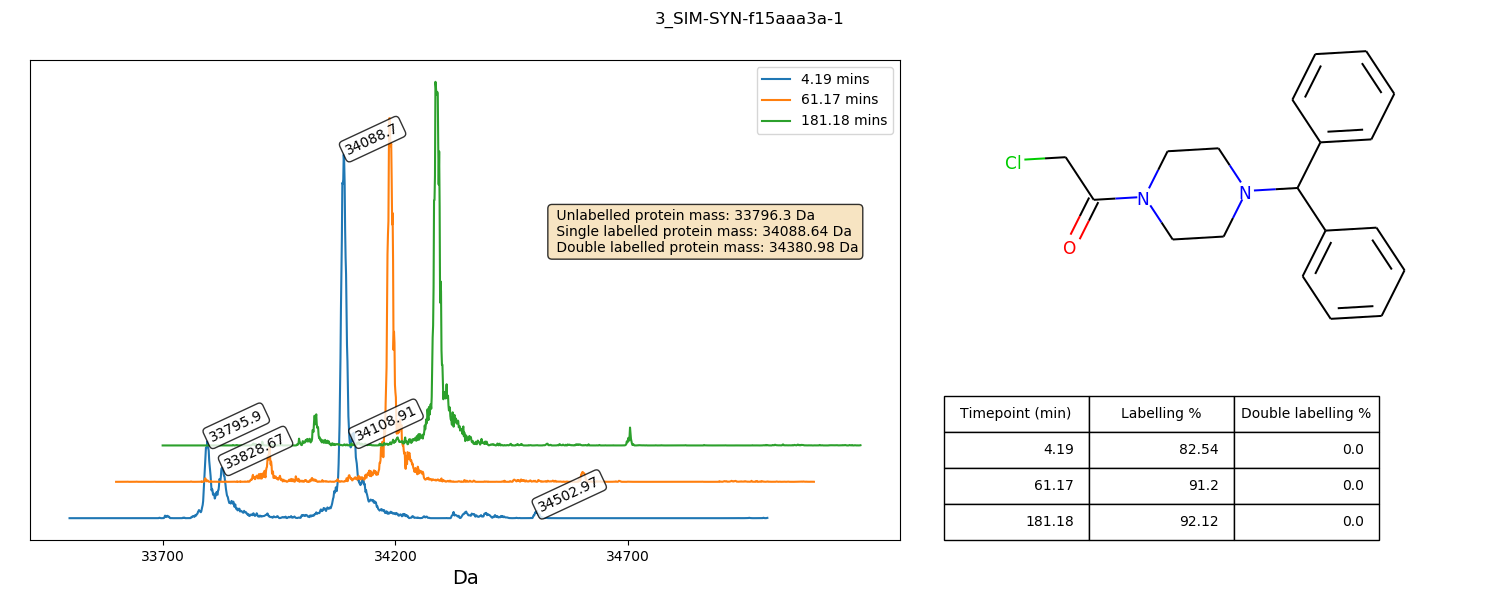 3_SIM-SYN-f15aaa3a-1
4.19 mins
61.17 mins
181.18 mins
34088.7
Unlabelled protein mass: 33796.3 Da
Single labelled protein mass: 34088.64 Da
Double labelled protein mass: 34380.98 Da
33795.9
33828.67
34108.91
34502.97
33700
34200
34700
Da
Cl
O
N
N
Timepoint (min) Labelling % Double labelling %
4.19 82.54 0.0
61.17 91.2 0.0
181.18 92.12 0.0